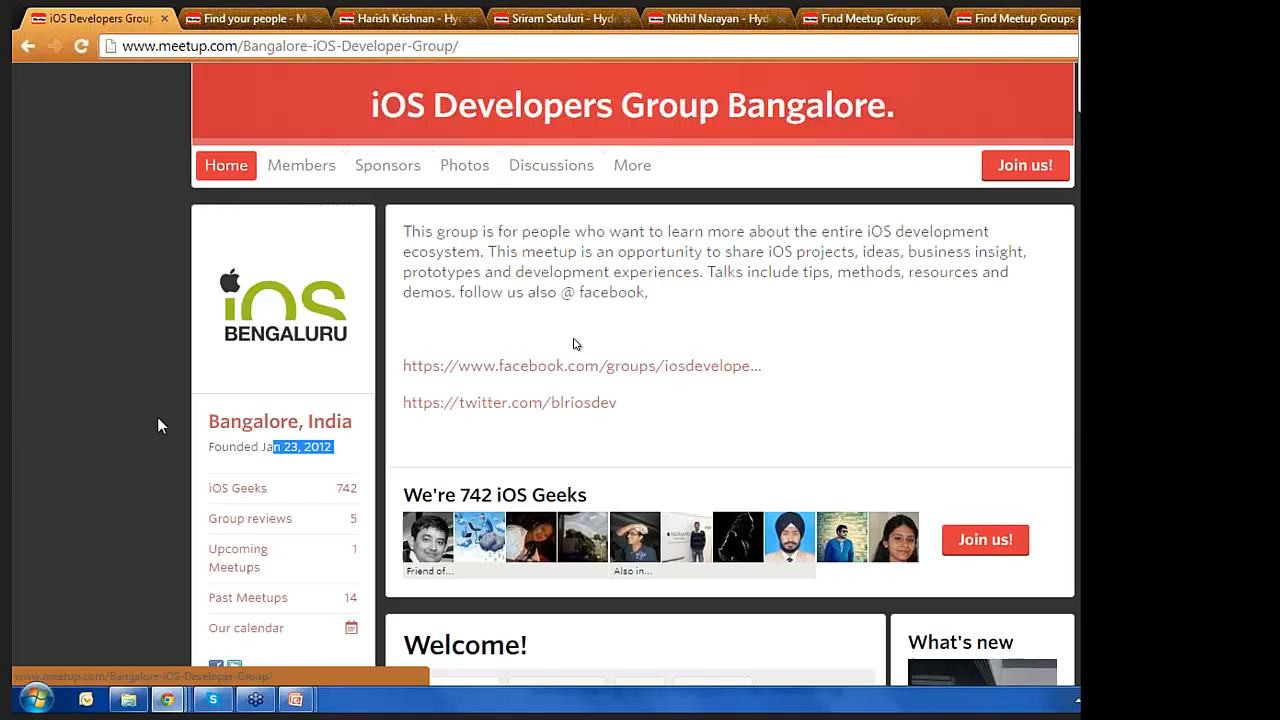 iOS Developers Group
Find your people - M
Harish Krishnan - Hy
Sriram Satuluri - Hyd
Nikhil Narayan - Hyd
Find Meetup Groups
Find Meetup Groups
www.meetup.com/Bangalore-iOS-Developer-Group/
iOS Developers Group Bangalore.
Home Members Sponsors Photos Discussions More Join us!
iOS
BENGALURU
Bangalore, India
Founded Jan 23, 2012
iOS Geeks 742
Group reviews 5
Upcoming
Meetups 1
Past Meetups 14
Our calendar
This group is for people who want to learn more about the entire iOS development
ecosystem. This meetup is an opportunity to share iOS projects, ideas, business insight,
prototypes and development experiences. Talks include tips, methods, resources and
demos. follow us also @ facebook,
https://www.facebook.com/groups/iosdevelope...
https://twitter.com/blriosdev
We're 742 iOS Geeks
Friend of...
Also in...
Join us!
Welcome!
What's new
www.meetup.com/Bangalore-iOS-Developer-Group/